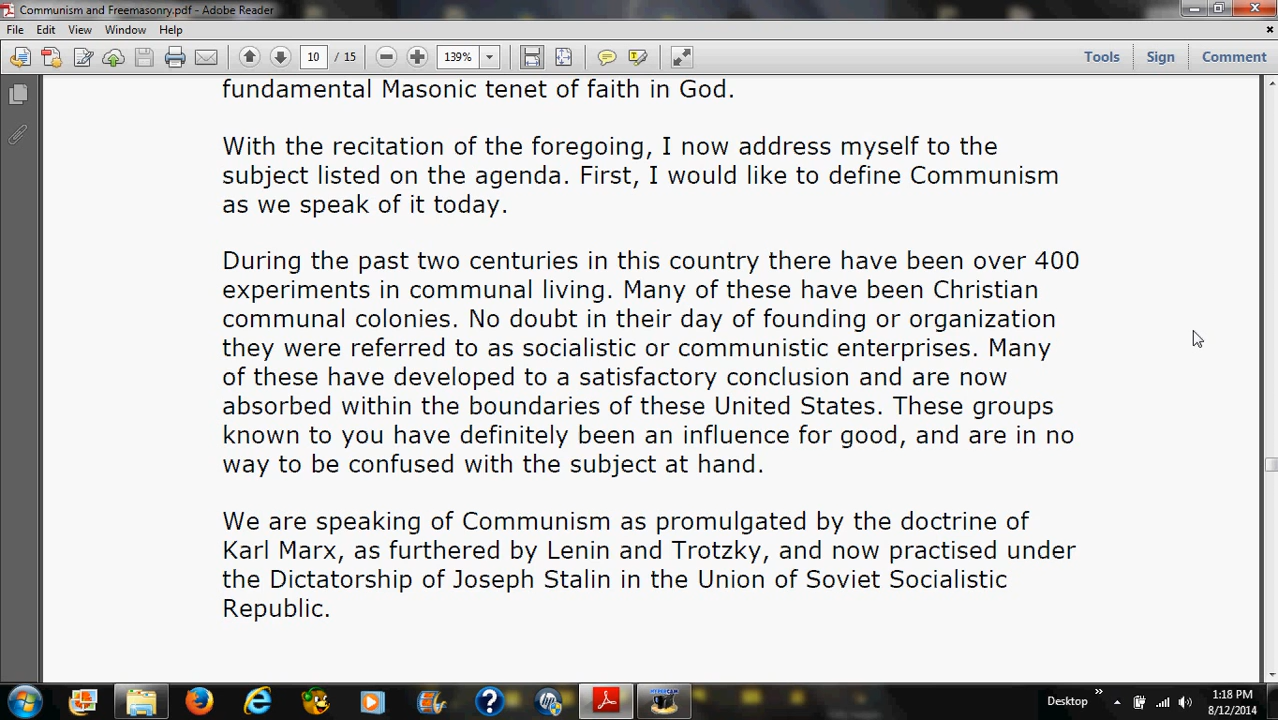 Communism and Freemasonry.pdf - Adobe Reader
File Edit View Window Help
10 / 15 139% Tools Sign Comment
fundamental Masonic tenet of faith in God.
With the recitation of the foregoing, I now address myself to the
subject listed on the agenda. First, I would like to define Communism
as we speak of it today.
During the past two centuries in this country there have been over 400
experiments in communal living. Many of these have been Christian
communal colonies. No doubt in their day of founding or organization
they were referred to as socialistic or communistic enterprises. Many
of these have developed to a satisfactory conclusion and are now
absorbed within the boundaries of these United States. These groups
known to you have definitely been an influence for good, and are in no
way to be confused with the subject at hand.
We are speaking of Communism as promulgated by the doctrine of
Karl Marx, as furthered by Lenin and Trotzky, and now practised under
the Dictatorship of Joseph Stalin in the Union of Soviet Socialistic
Republic.
Desktop 1:18 PM
8/12/2014